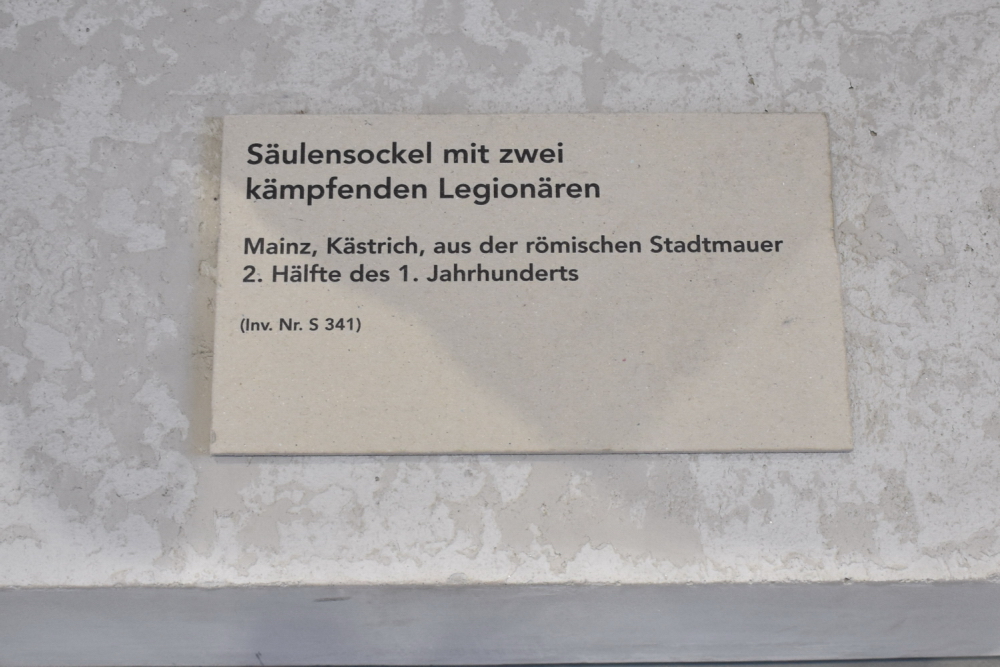 Säulensockel mit zwei
kämpfenden Legionären
Mainz, Kästrich, aus der römischen Stadtmauer
2. Hälfte des 1. Jahrhunderts
(Inv. Nr. S 341)